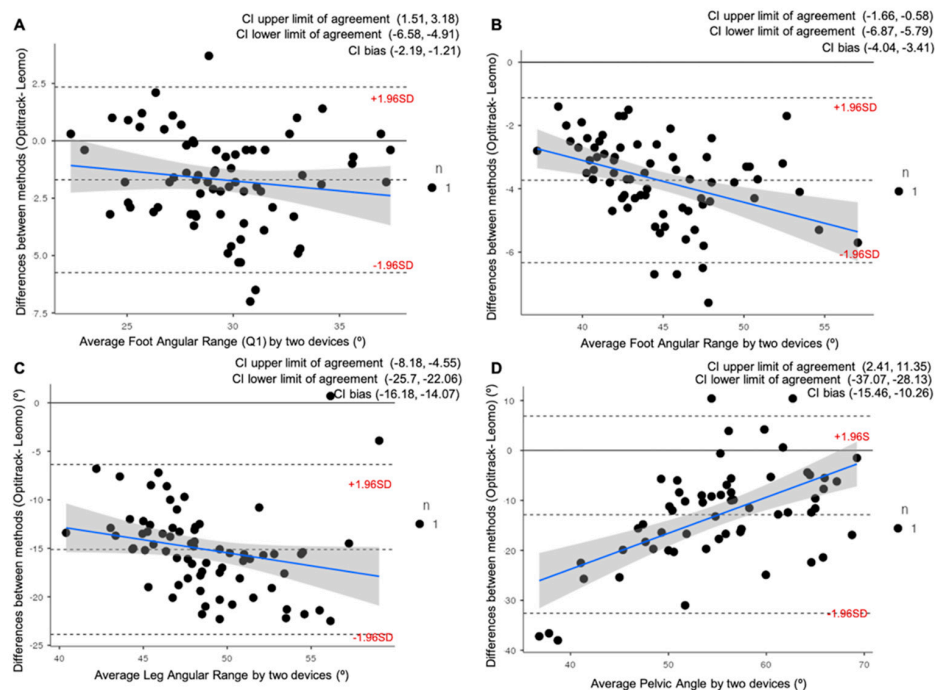 A
CI upper limit of agreement (1.51, 3.18)
CI lower limit of agreement (-6.58, -4.91)
CI bias (-2.19, -1.21)
Differences between methods (Optitrack- Leomo) (º)
2.5
0.0
2.5
5.0
7.5
+1.96SD
-1.96SD
n
1
25
30
35
Average Foot Angular Range (Q1) by two devices (º)
B
CI upper limit of agreement (-1.66, -0.58)
CI lower limit of agreement (-6.87, -5.79)
CI bias (-4.04, -3.41)
Differences between methods (Optitrack- Leomo) (º)
0
-2
-4
-6
+1.96SD
-1.96SD
n
1
40
45
50
55
Average Foot Angular Range by two devices (º)
C
CI upper limit of agreement (-8.18, -4.55)
CI lower limit of agreement (-25.7, -22.06)
CI bias (-16.18, -14.07)
Differences between methods (Optitrack- Leomo) (º)
0
-5
-10
-15
-20
-25
+1.96SD
-1.96SD
n
1
40
45
50
55
Average Leg Angular Range by two devices (º)
D
CI upper limit of agreement (2.41, 11.35)
CI lower limit of agreement (-37.07, -28.13)
CI bias (-15.46, -10.26)
Differences between methods (Optitrack- Leomo) (º)
10
0
10
20
30
40
+1.96S
-1.96SD
n
1
40
50
60
70
Average Pelvic Angle by two devices (º)